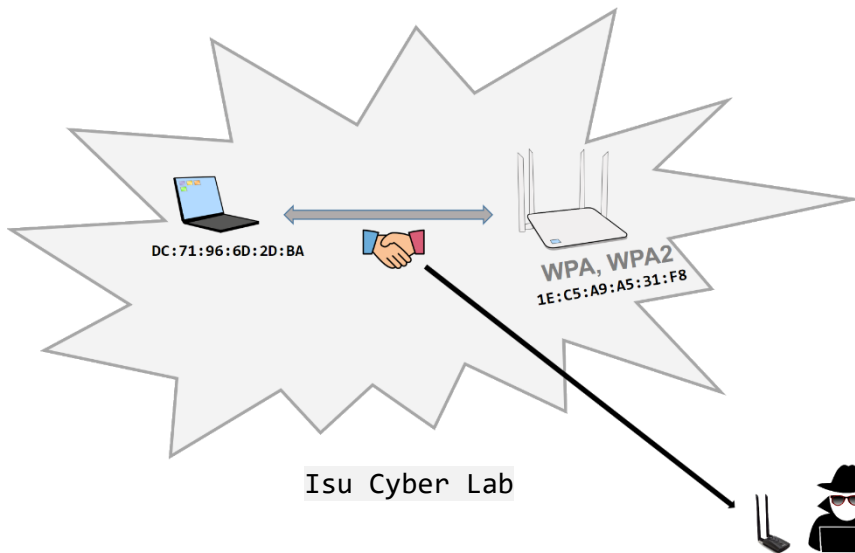 DC:71:96:6D:2D:BA
WPA, WPA2
1E:C5:A9:A5:31:F8
Isu Cyber Lab